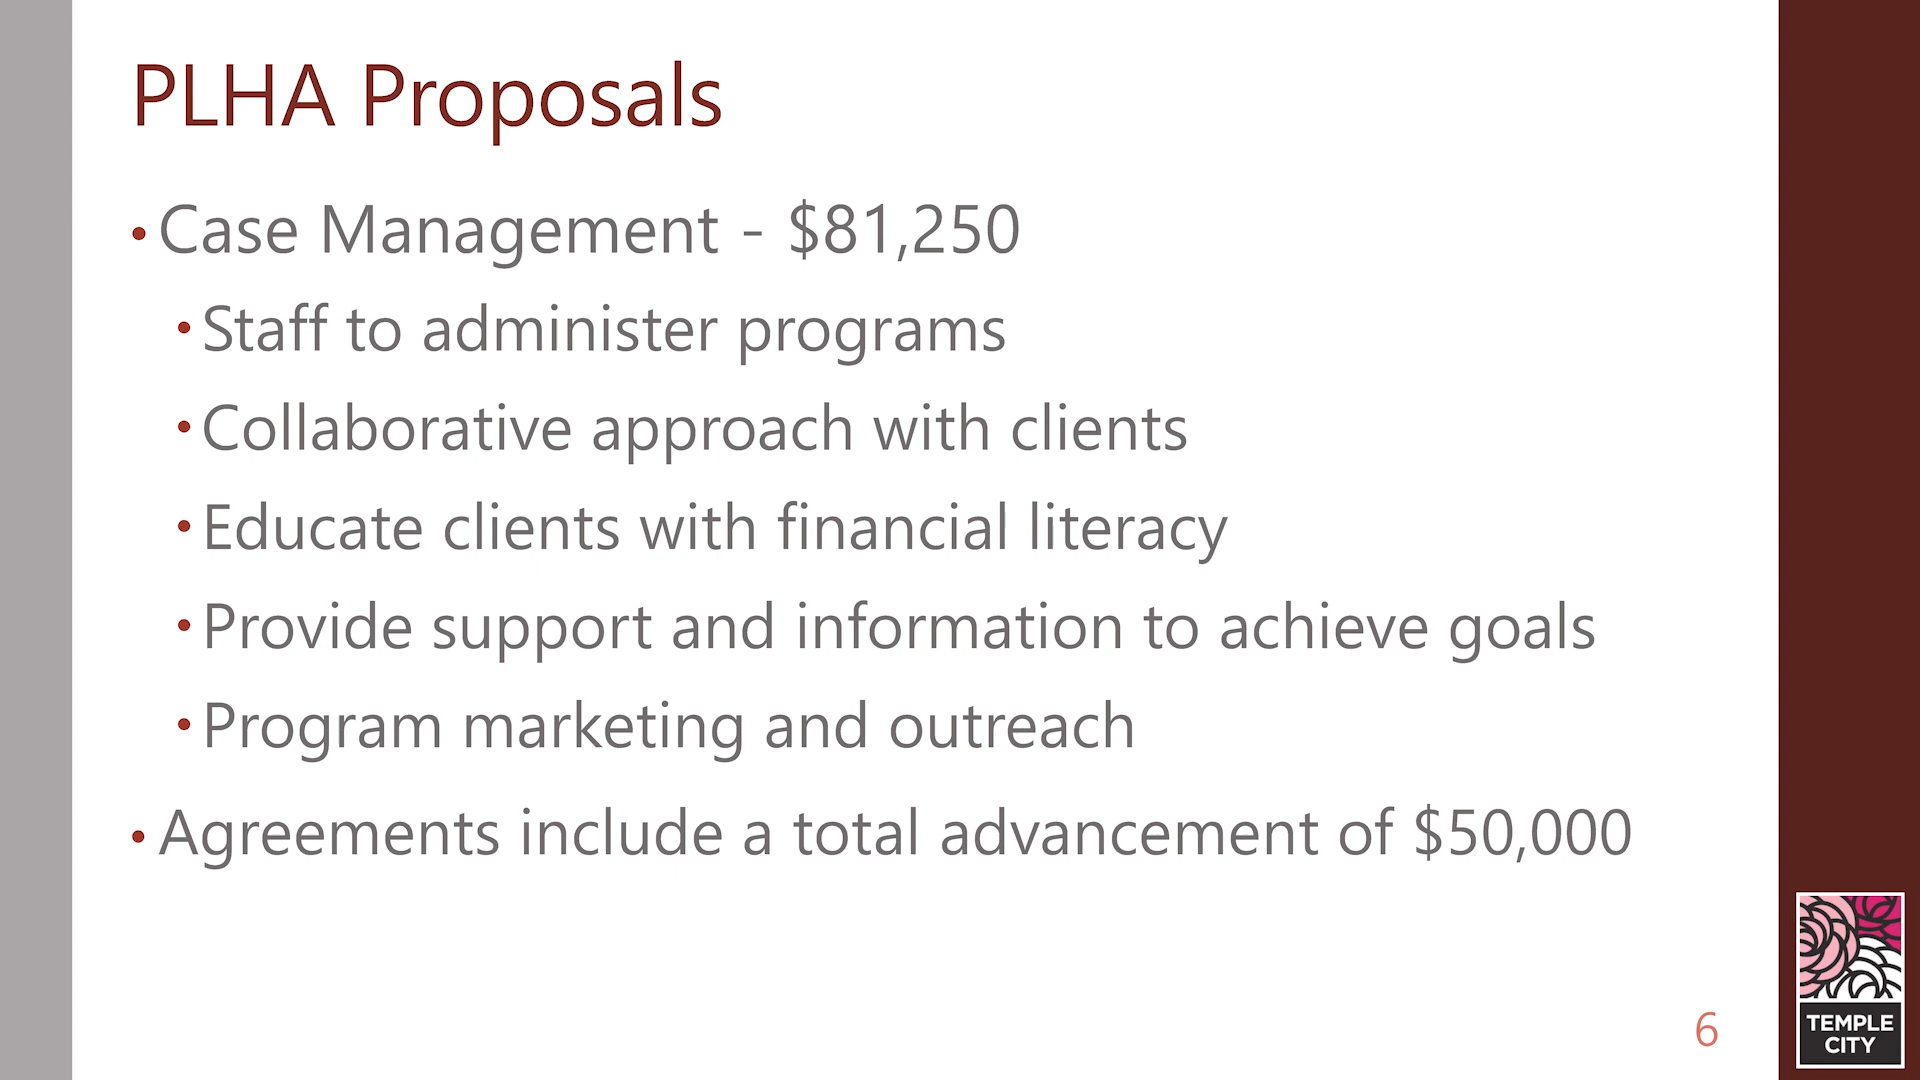 PLHA Proposals
• Case Management - $81,250
• Staff to administer programs
• Collaborative approach with clients
• Educate clients with financial literacy
• Provide support and information to achieve goals
• Program marketing and outreach
• Agreements include a total advancement of $50,000
6
TEMPLE
CITY